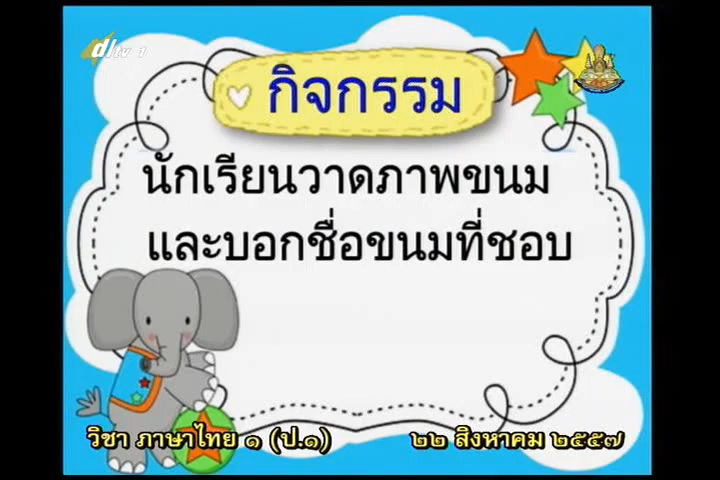 dltv 1
กิจกรรม
นักเรียนวาดภาพขนม
และบอกชื่อขนมที่ชอบ
วิชา ภาษาไทย ๑ (ป.๑)
๒๒ สิงหาคม ๒๕๕๗